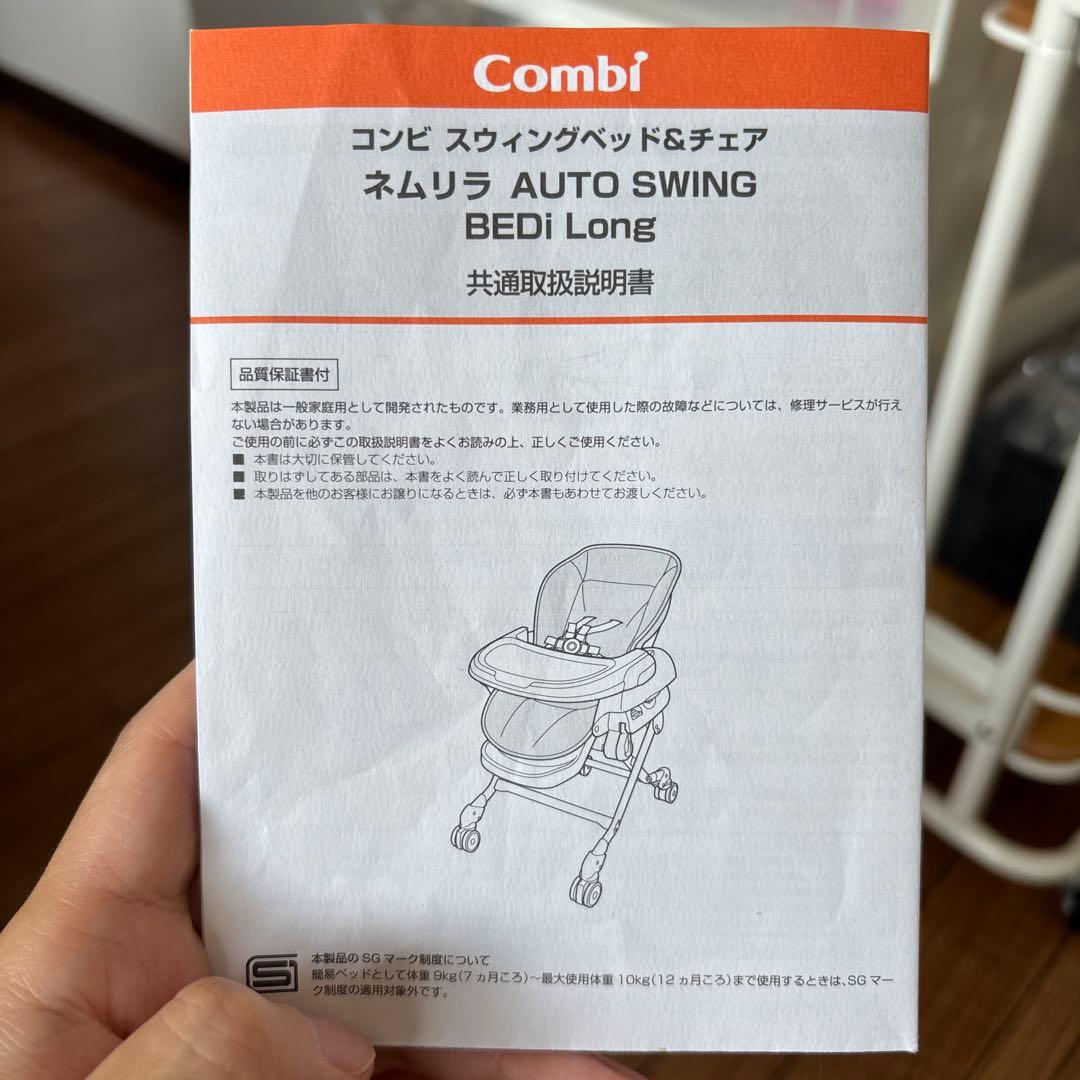 Combi
コンビ スウィングベッド&チェア
ネムリラ AUTO SWING
BEDi Long
共通取扱説明書
品質保証書付
本製品は一般家庭用として開発されたものです。業務用として使用した際の故障などについては、修理サービスが行え
ない場合があります。
ご使用の前に必ずこの取扱説明書をよくお読みの上、正しくご使用ください。
■ 本書は大切に保管してください。
■ 取りはずしてある部品は、本書をよく読んで正しく取り付けてください。
■ 本製品を他のお客様にお譲りになるときは、必ず本書もあわせてお渡しください。
本製品のSGマーク制度について
簡易ベッドとして体重9kg(7ヵ月ころ)~最大使用体重10kg(12ヵ月ころ)まで使用するときは、SGマー
ク制度の適用対象外です。